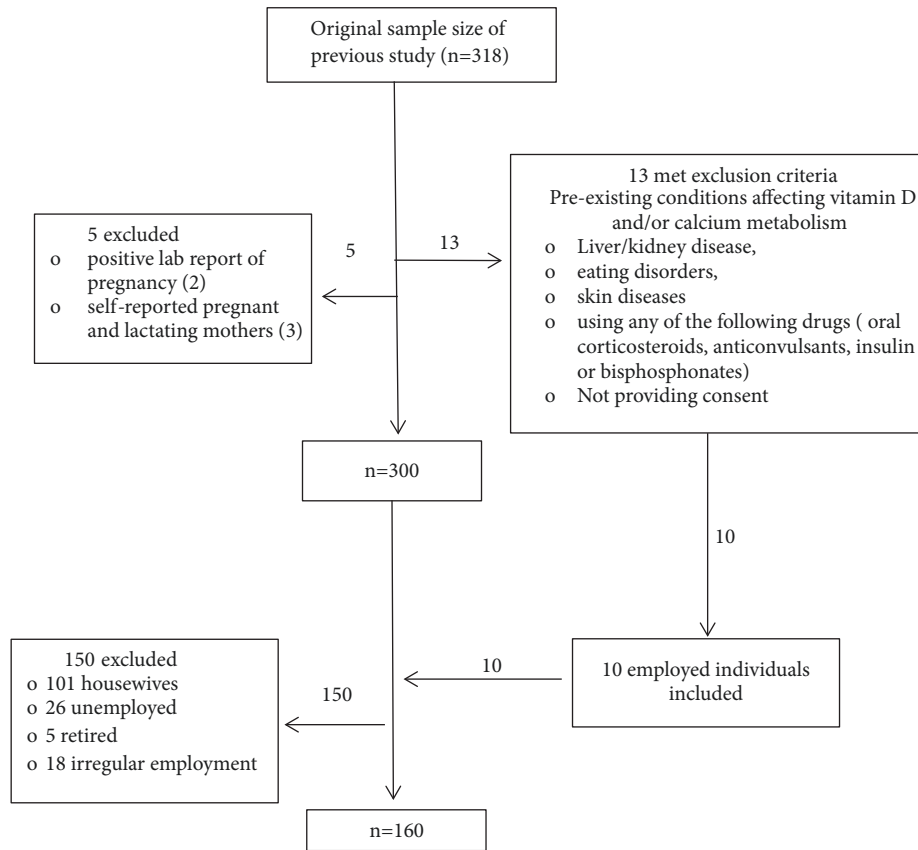 Original sample size of
previous study (n=318)
13 met exclusion criteria
Pre-existing conditions affecting vitamin D
and/or calcium metabolism
o Liver/kidney disease,
o eating disorders,
o skin diseases
o using any of the following drugs ( oral
corticosteroids, anticonvulsants, insulin
or bisphosphonates)
o Not providing consent
5 excluded
o positive lab report of
pregnancy (2)
o self-reported pregnant
and lactating mothers (3)
5
13
n=300
10
10 employed individuals
included
10
150 excluded
o 101 housewives
o 26 unemployed
o 5 retired
o 18 irregular employment
150
n=160